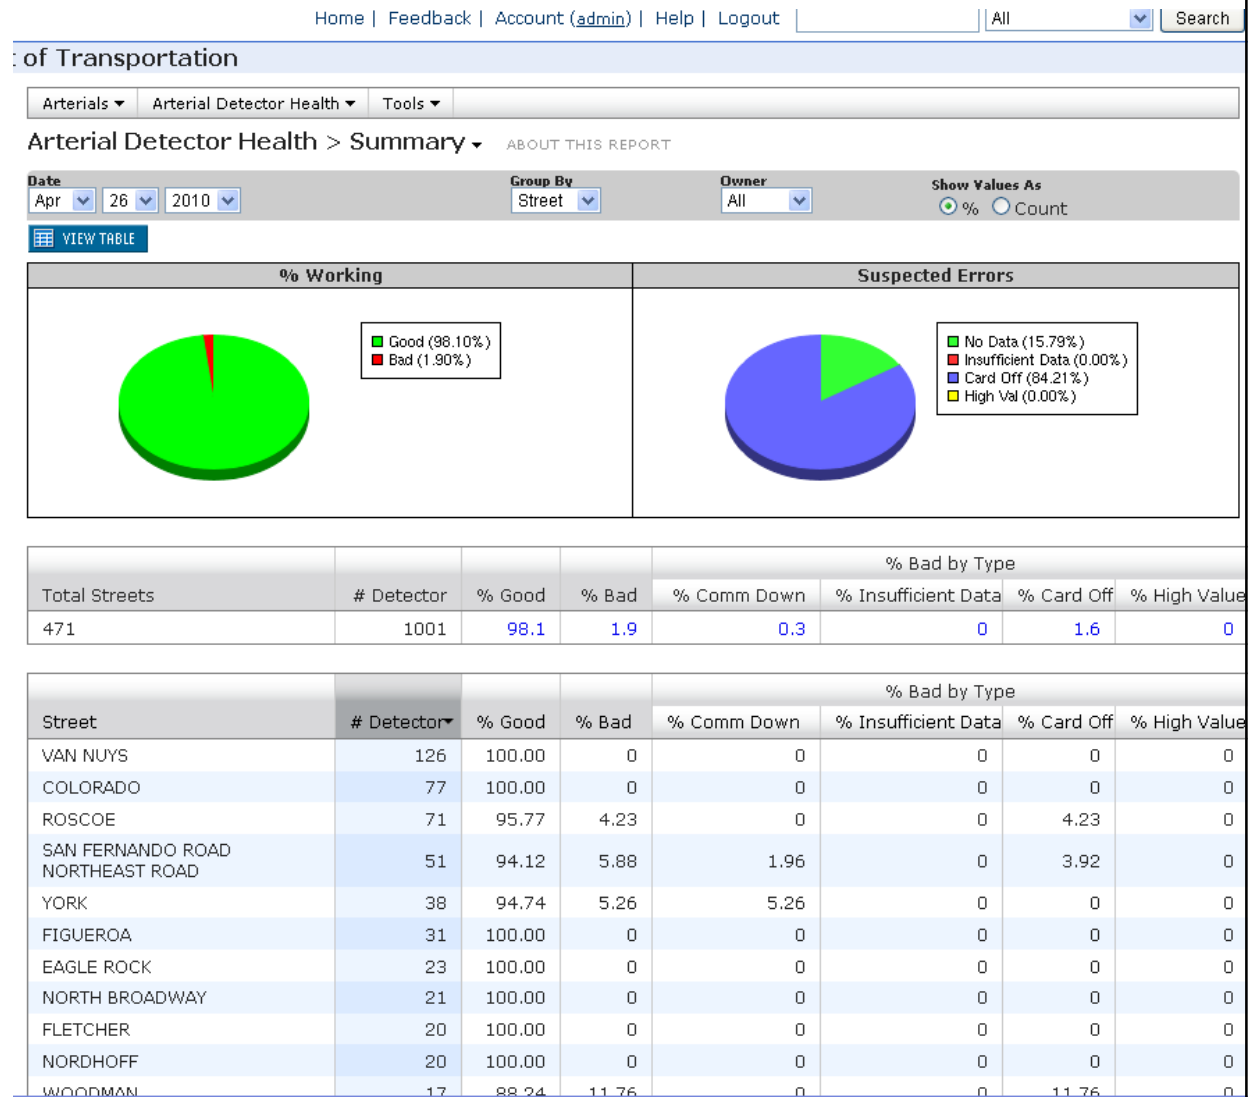 Home | Feedback | Account (admin) | Help | Logout All Search
of Transportation
Arterials Arterial Detector Health Tools
Arterial Detector Health > Summary ABOUT THIS REPORT
Date Group By Owner Show Values As
Apr 26 2010 Street All % Count
VIEW TABLE
% Working Suspected Errors
Good (98.10%)
Bad (1.90%)
No Data (15.79%)
Insufficient Data (0.00%)
Card Off (84.21%)
High Val (0.00%)
% Bad by Type
Total Streets # Detector % Good % Bad % Comm Down % Insufficient Data % Card Off % High Value
471 1001 98.1 1.9 0.3 0 1.6 0
% Bad by Type
Street # Detector % Good % Bad % Comm Down % Insufficient Data % Card Off % High Value
VAN NUYS 126 100.00 0 0 0 0 0
COLORADO 77 100.00 0 0 0 0 0
ROSCOE 71 95.77 4.23 0 0 4.23 0
SAN FERNANDO ROAD
NORTHEAST ROAD 51 94.12 5.88 1.96 0 3.92 0
YORK 38 94.74 5.26 5.26 0 0 0
FIGUEROA 31 100.00 0 0 0 0 0
EAGLE ROCK 23 100.00 0 0 0 0 0
NORTH BROADWAY 21 100.00 0 0 0 0 0
FLETCHER 20 100.00 0 0 0 0 0
NORDHOFF 20 100.00 0 0 0 0 0
WOODMAN 17 88.24 11.76 0 0 11.76 0